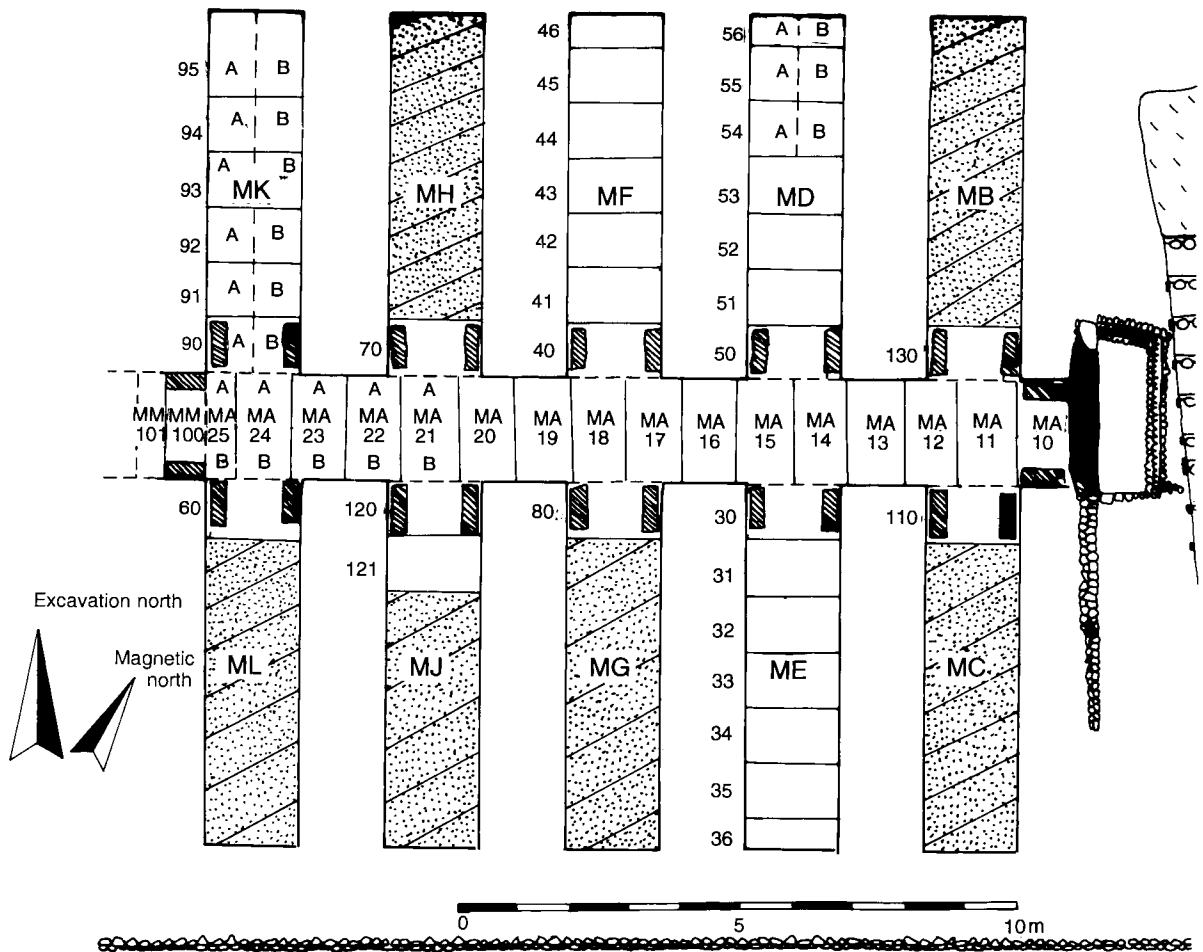 46
56 A B
95 A B
45
55 A B
94 A B
44
54 A B
93 A B
MK
MH
43 MF
53 MD
MB
92 A B
42
52
91 A B
41
51
90 A B
70
40
50
130
A A A A A
MM MM MA MA MA MA MA MA MA MA MA MA MA MA MA MA MA MA
101 100 25 24 23 22 21 20 19 18 17 16 15 14 13 12 11 10
B B B B B
60
120
80
30
110
121
31
32
Excavation north
Magnetic
north
ML
MJ
MG
33 ME
MC
34
35
36
0 5 10m